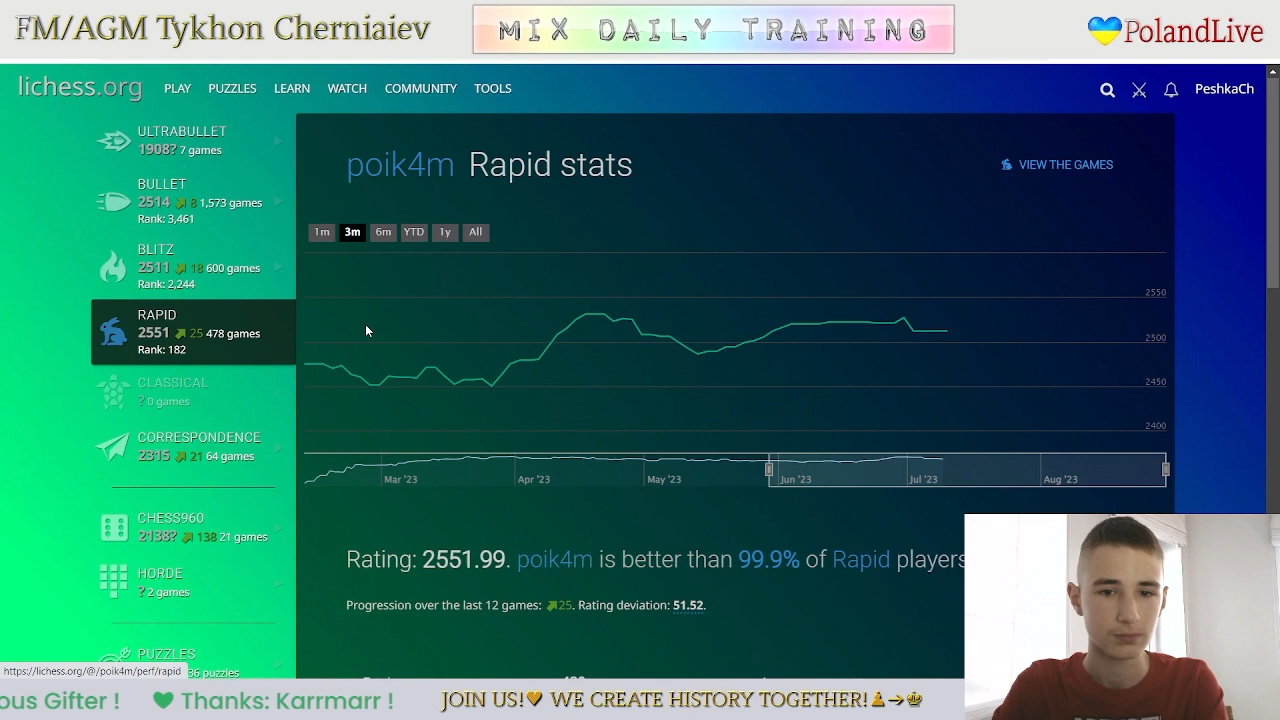 FM/AGM Tykhon Cherniaiev
MIX DAILY TRAINING
PolandLive
lichess.org
PLAY PUZZLES LEARN WATCH COMMUNITY TOOLS
PeshkaCh
ULTRABULLET
1908? 7 games
BULLET
2514 8 1,573 games
Rank: 3,461
BLITZ
2511 18 600 games
Rank: 2,244
RAPID
2551 25 478 games
Rank: 182
CLASSICAL
? 0 games
CORRESPONDENCE
2315 21 64 games
CHESS960
2138? 138 21 games
HORDE
? 2 games
PUZZLES
36 puzzles
poik4m Rapid stats
VIEW THE GAMES
1m 3m 6m YTD 1y All
2550
2500
2450
2400
Mar '23 Apr '23 May '23 Jun '23 Jul '23 Aug '23
Rating: 2551.99. poik4m is better than 99.9% of Rapid players
Progression over the last 12 games: 25. Rating deviation: 51.52.
https://lichess.org/@/poik4m/perf/rapid
ous Gifter ! Thanks: Karrmarr !
JOIN US! WE CREATE HISTORY TOGETHER!